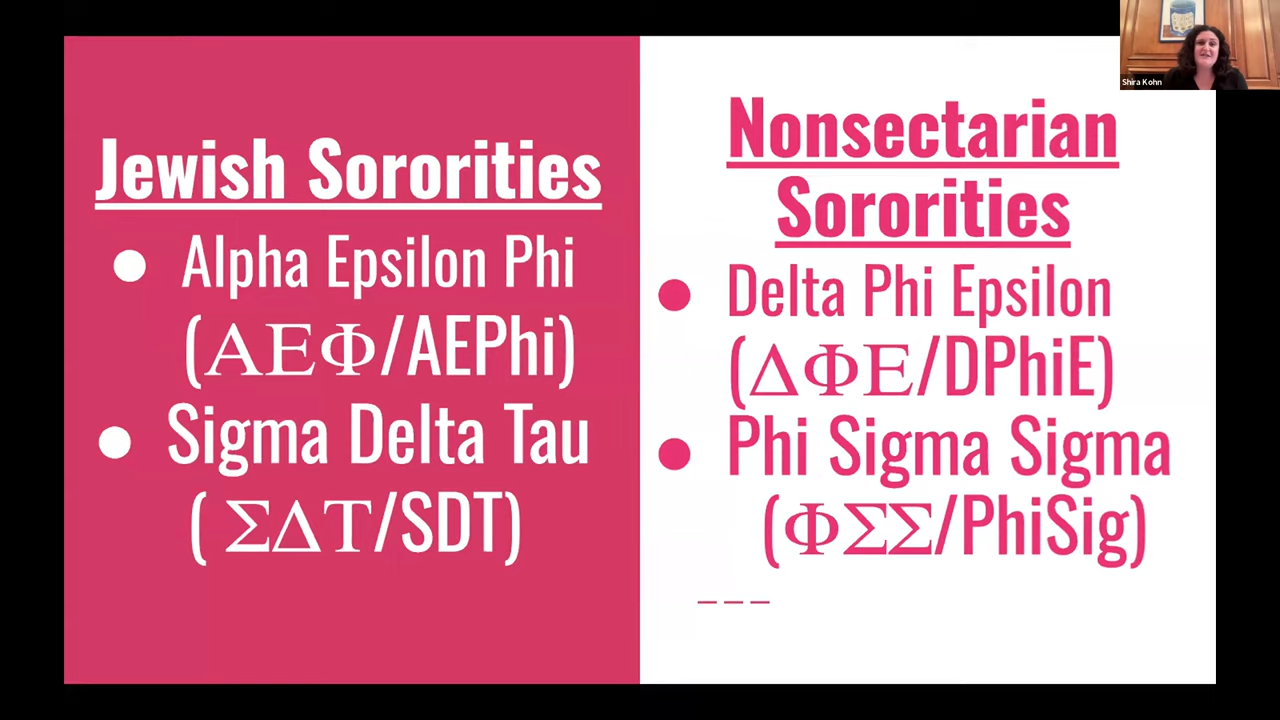 Shira Kohn
Jewish Sororities
● Alpha Epsilon Phi
(ΑΕΦ/AEPhi)
● Sigma Delta Tau
( ΣΔΤ/SDT)
Nonsectarian
Sororities
● Delta Phi Epsilon
(ΔΦΕ/DPhiE)
● Phi Sigma Sigma
(ΦΣΣ/PhiSig)